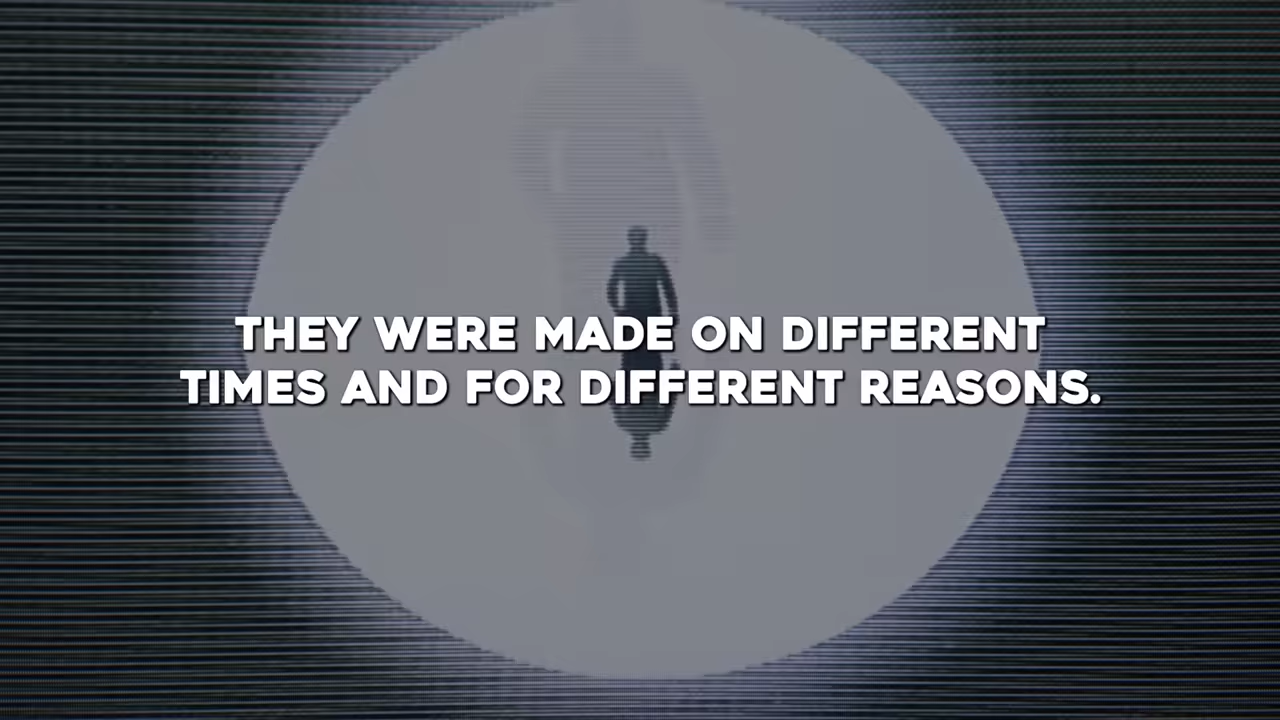 THEY WERE MADE ON DIFFERENT
TIMES AND FOR DIFFERENT REASONS.